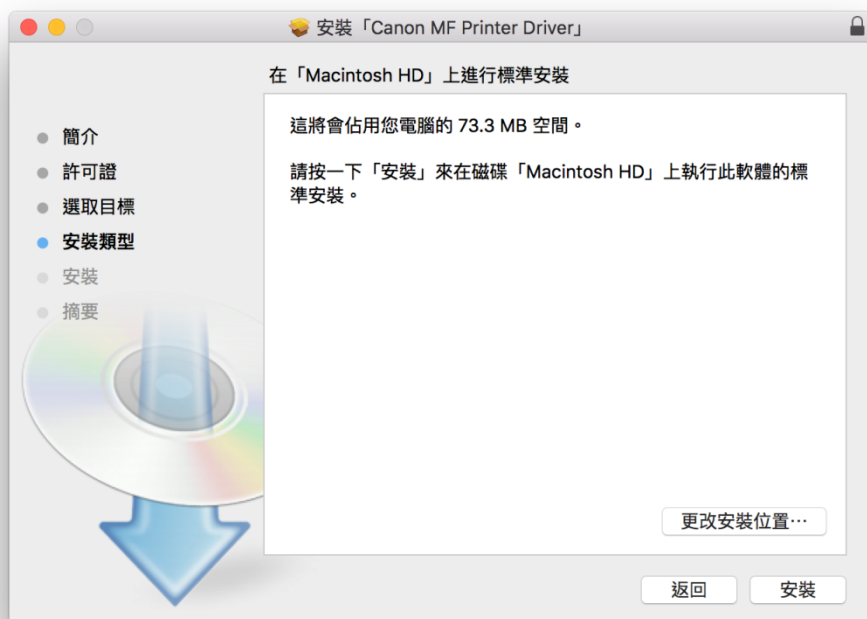 安裝「Canon MF Printer Driver」
在「Macintosh HD」上進行標準安裝
簡介
許可證
選取目標
安裝類型
安裝
摘要
這將會佔用您電腦的 73.3 MB 空間。
請按一下「安裝」來在磁碟「Macintosh HD」上執行此軟體的標
準安裝。
更改安裝位置⋯
返回
安裝